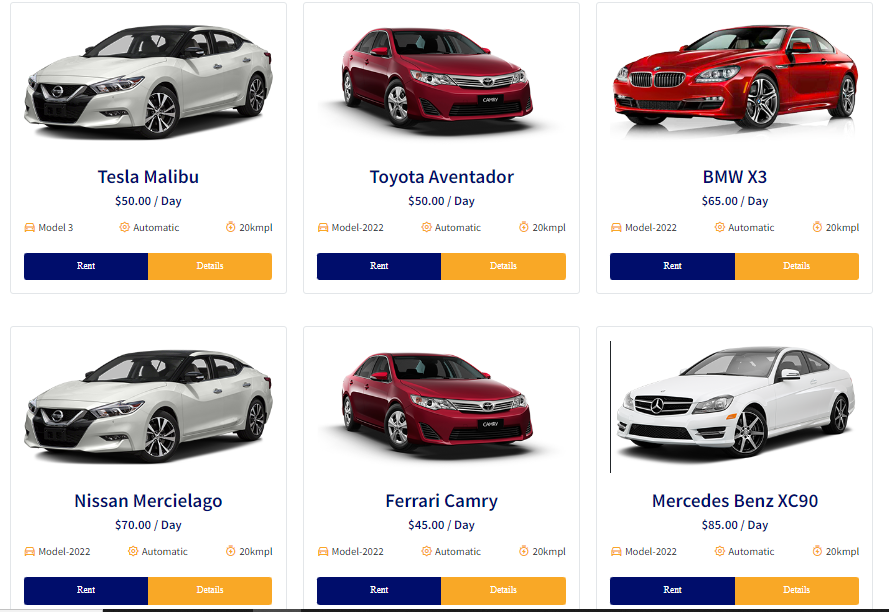 CAMRY
Tesla Malibu
Toyota Aventador
BMW X3
$50.00 / Day
$50.00 / Day
$65.00 / Day
Model 3
Automatic
20kmpl
Model-2022
Automatic
20kmpl
Model-2022
Automatic
20kmpl
Rent
Details
Rent
Details
Rent
Details
CAMRY
Nissan Mercielago
Ferrari Camry
Mercedes Benz XC90
$70.00 / Day
$45.00 / Day
$85.00 / Day
Model-2022
Automatic
20kmpl
Model-2022
Automatic
20kmpl
Model-2022
Automatic
20kmpl
Rent
Details
Rent
Details
Rent
Details